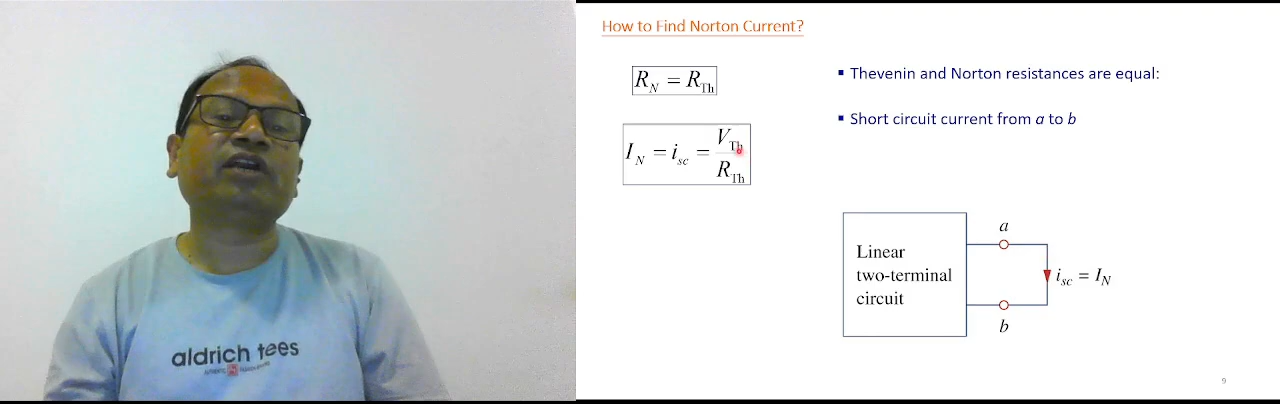 How to Find Norton Current?
R_N = R_Th
I_N = i_sc = V_Th / R_Th
▪ Thevenin and Norton resistances are equal:
▪ Short circuit current from a to b
Linear
two-terminal
circuit
a
i_sc = I_N
b
9
aldrich tees